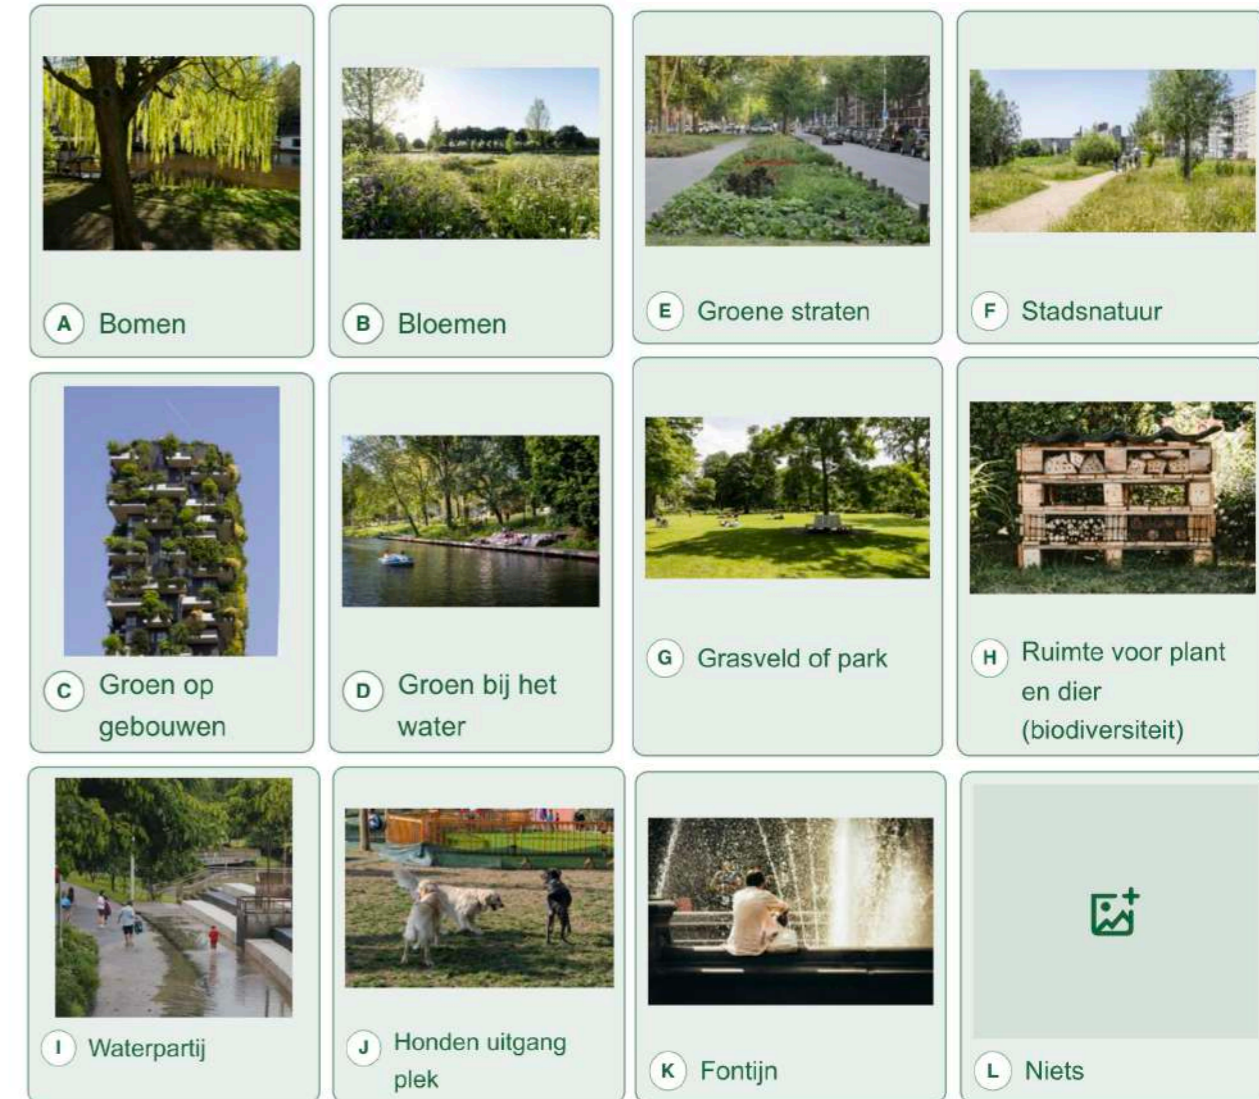 A Bomen
B Bloemen
E Groene straten
F Stadsnatuur
C Groen op
gebouwen
D Groen bij het
water
G Grasveld of park
H Ruimte voor plant
en dier
(biodiversiteit)
I Waterpartij
J Honden uitgang
plek
K Fontijn
L Niets